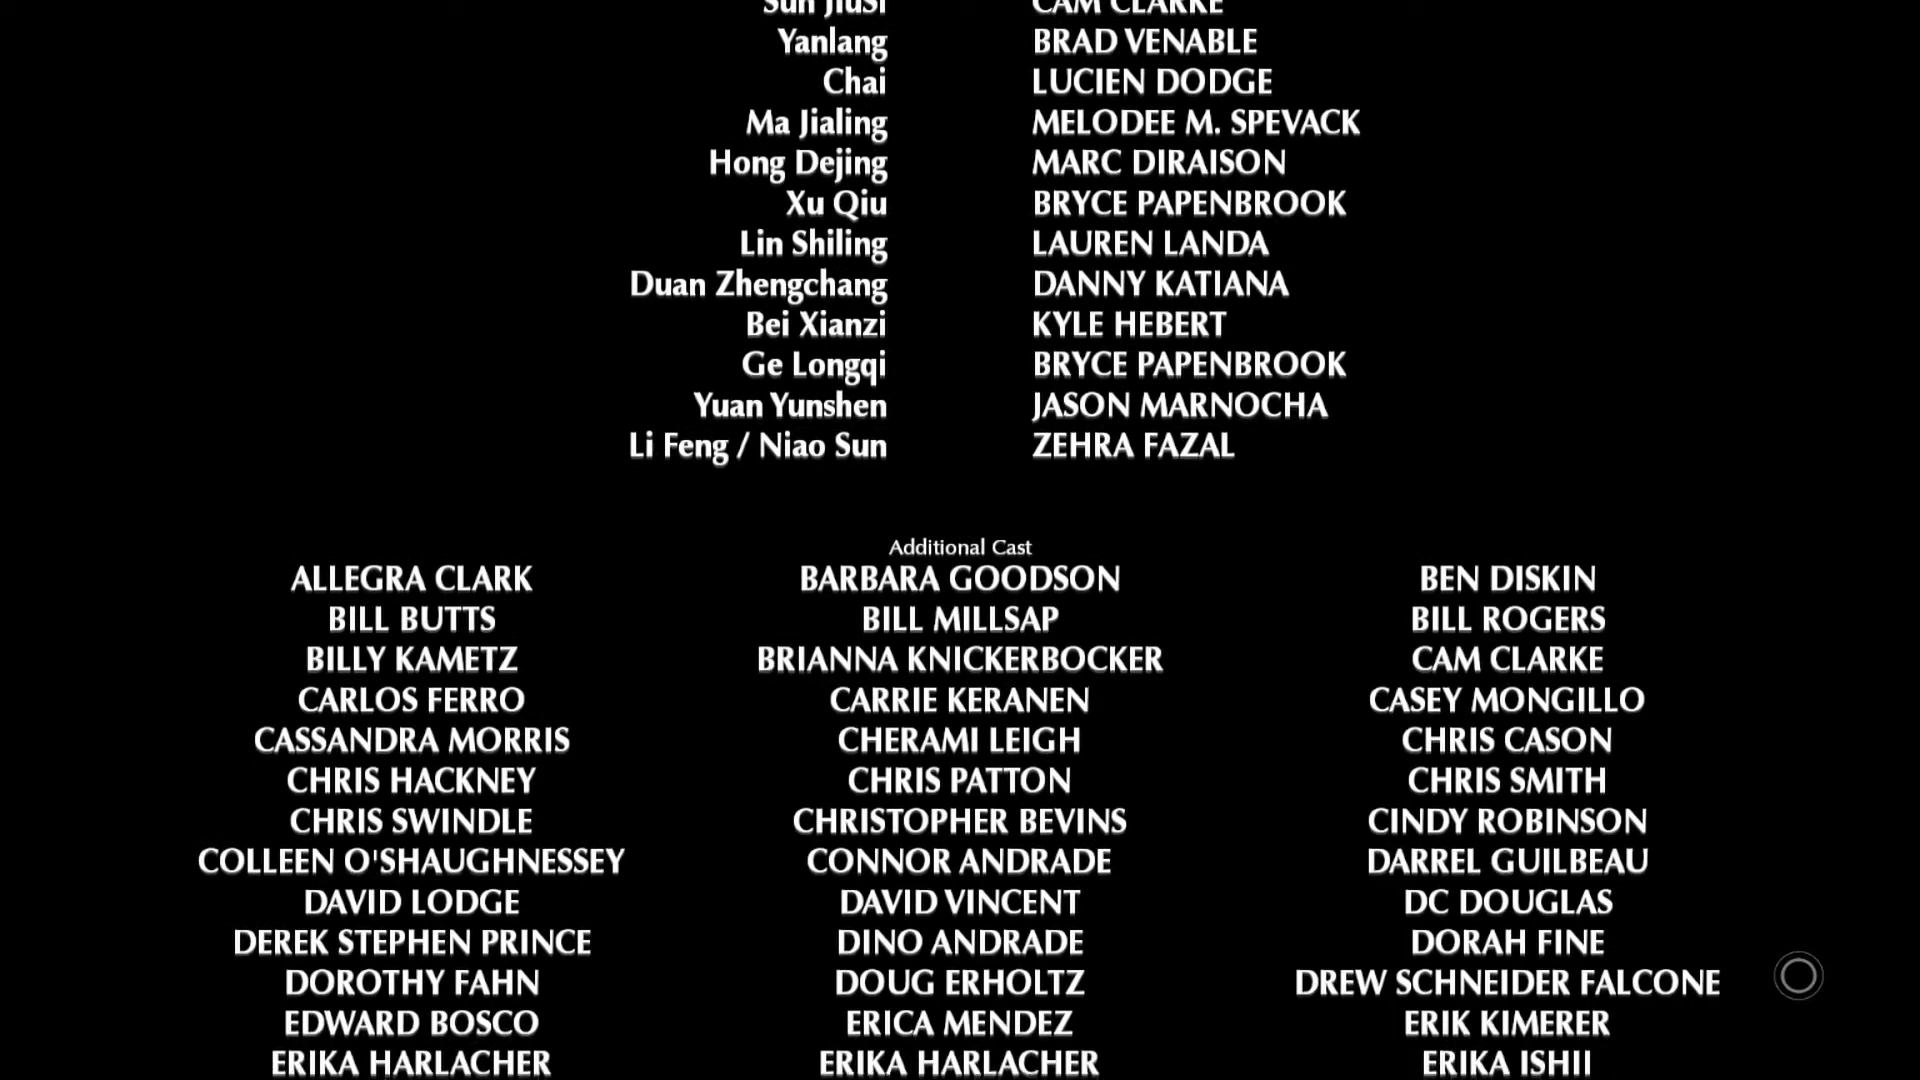 Sun JiuSi CAM CLARKE
Yanlang BRAD VENABLE
Chai LUCIEN DODGE
Ma Jialing MELODEE M. SPEVACK
Hong Dejing MARC DIRAISON
Xu Qiu BRYCE PAPENBROOK
Lin Shiling LAUREN LANDA
Duan Zhengchang DANNY KATIANA
Bei Xianzi KYLE HEBERT
Ge Longqi BRYCE PAPENBROOK
Yuan Yunshen JASON MARNOCHA
Li Feng / Niao Sun ZEHRA FAZAL
Additional Cast
ALLEGRA CLARK BARBARA GOODSON BEN DISKIN
BILL BUTTS BILL MILLSAP BILL ROGERS
BILLY KAMETZ BRIANNA KNICKERBOCKER CAM CLARKE
CARLOS FERRO CARRIE KERANEN CASEY MONGILLO
CASSANDRA MORRIS CHERAMI LEIGH CHRIS CASON
CHRIS HACKNEY CHRIS PATTON CHRIS SMITH
CHRIS SWINDLE CHRISTOPHER BEVINS CINDY ROBINSON
COLLEEN O'SHAUGHNESSEY CONNOR ANDRADE DARREL GUILBEAU
DAVID LODGE DAVID VINCENT DC DOUGLAS
DEREK STEPHEN PRINCE DINO ANDRADE DORAH FINE
DOROTHY FAHN DOUG ERHOLTZ DREW SCHNEIDER FALCONE
EDWARD BOSCO ERICA MENDEZ ERIK KIMERER
ERIKA HARLACHER ERIKA HARLACHER ERIKA ISHII